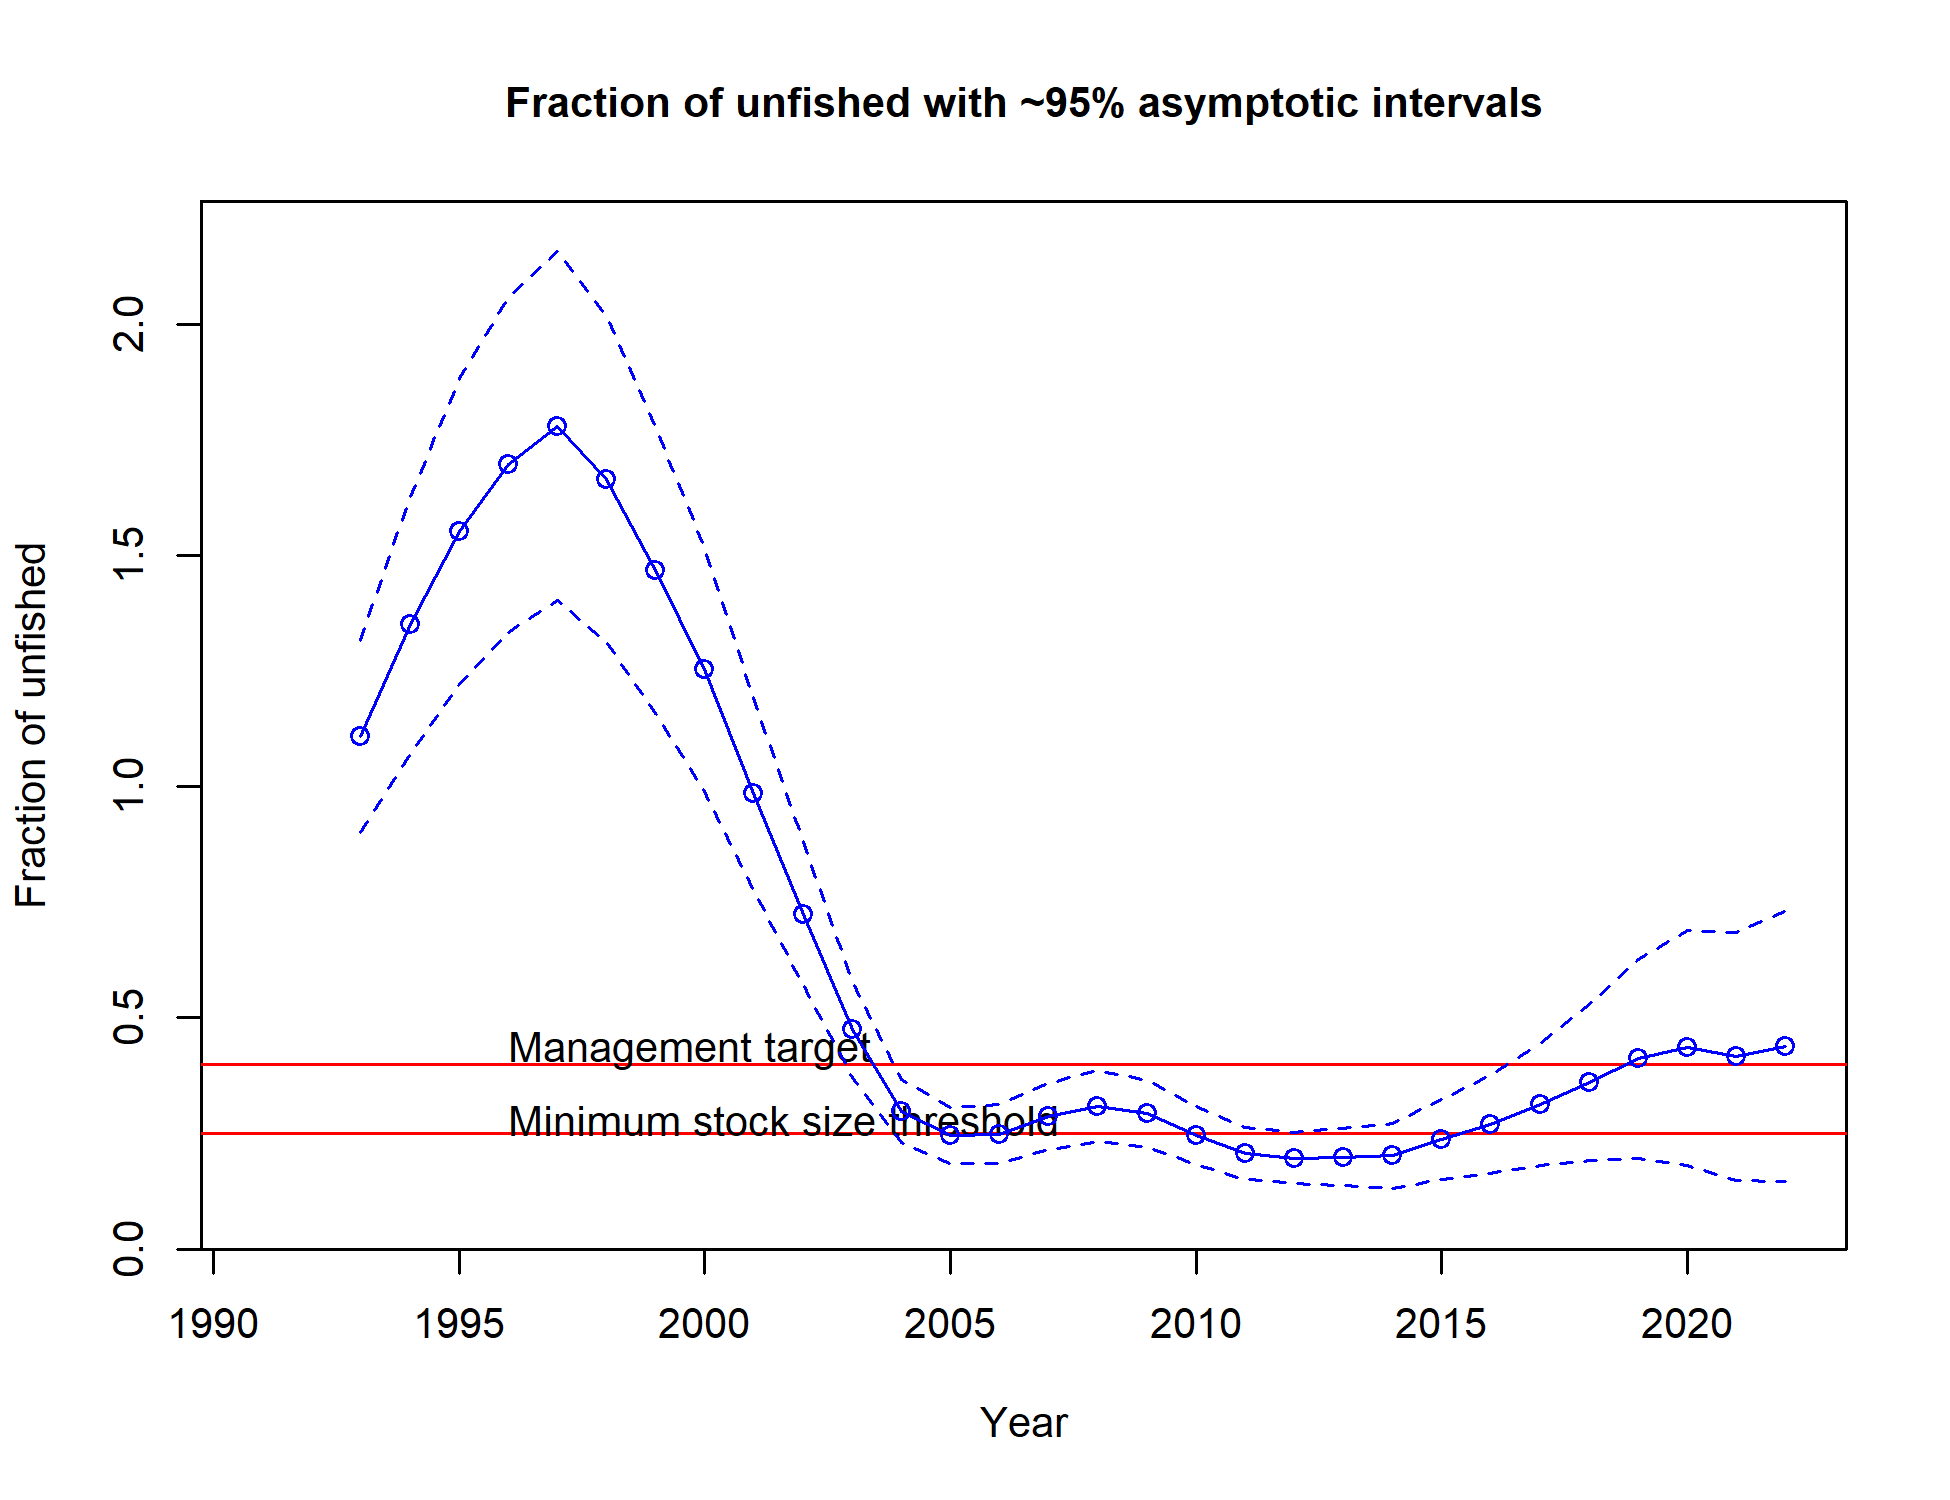 Fraction of unfished with ~95% asymptotic intervals
Fraction of unfished
2.0
1.5
1.0
0.5
0.0
Management target
Minimum stock size threshold
1990 1995 2000 2005 2010 2015 2020
Year